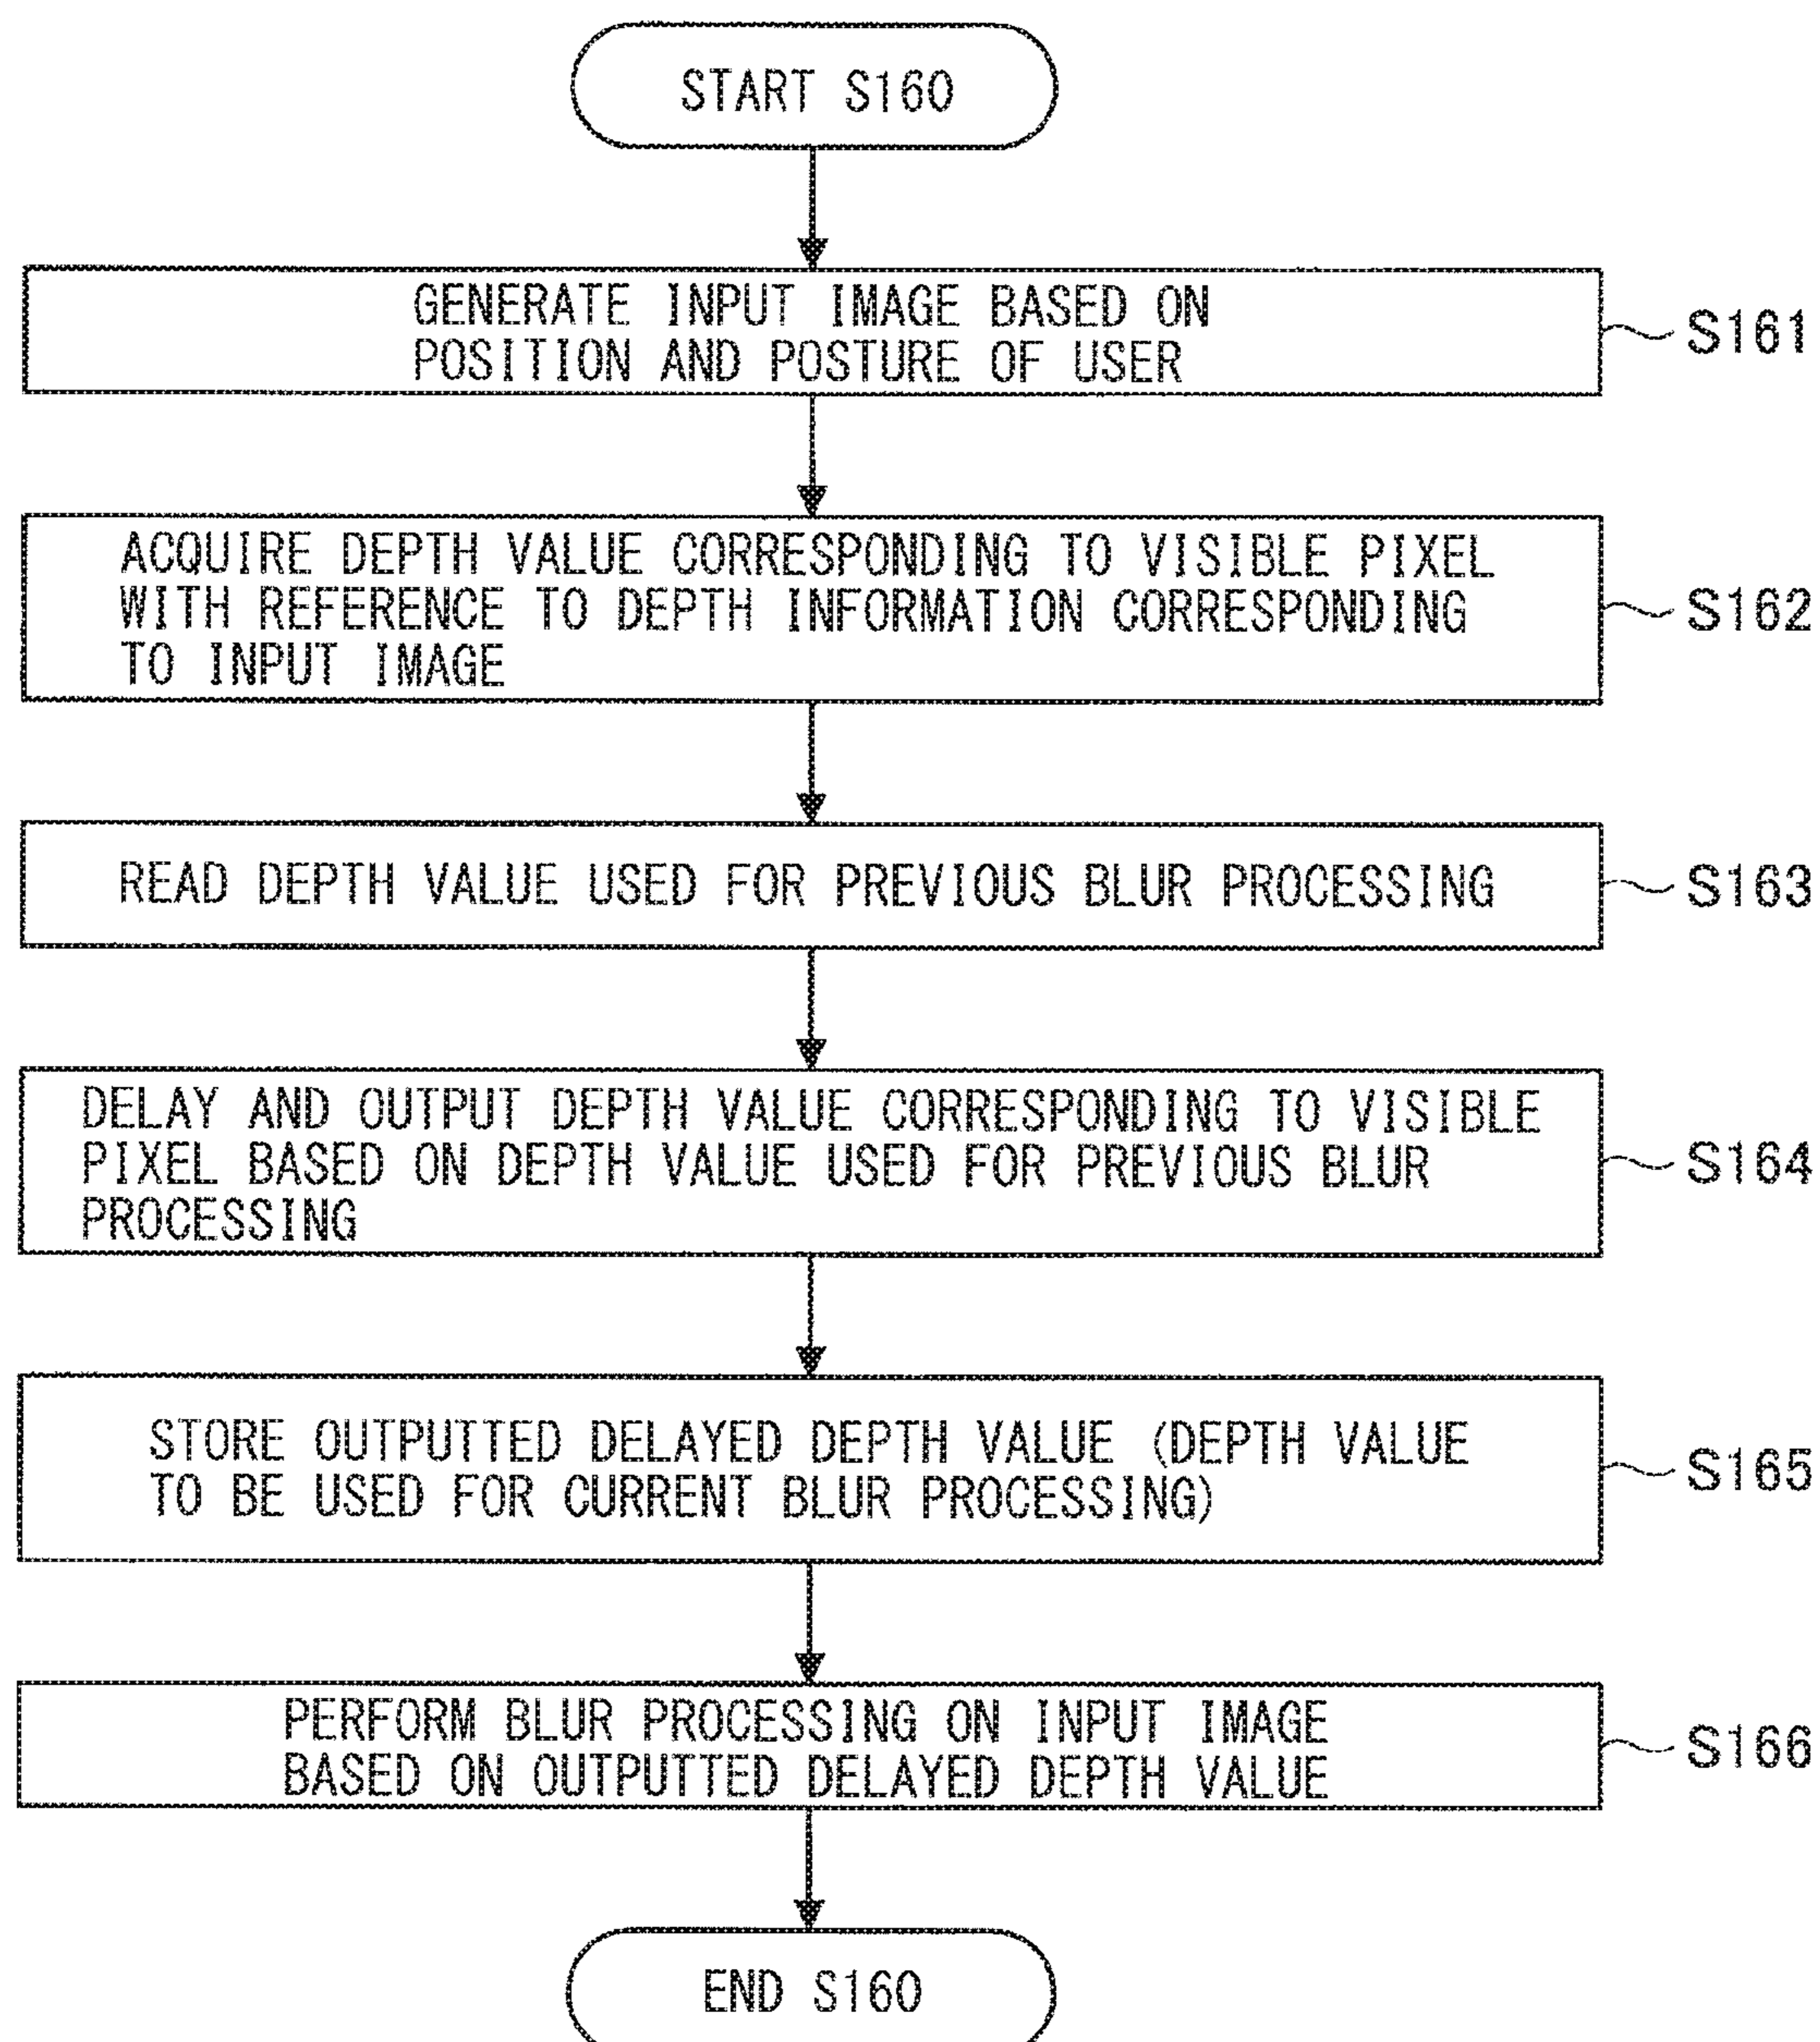 START S160
GENERATE INPUT IMAGE BASED ON
POSITION AND POSTURE OF USER
S161
ACQUIRE DEPTH VALUE CORRESPONDING TO VISIBLE PIXEL
WITH REFERENCE TO DEPTH INFORMATION CORRESPONDING
TO INPUT IMAGE
S162
READ DEPTH VALUE USED FOR PREVIOUS BLUR PROCESSING
S163
DELAY AND OUTPUT DEPTH VALUE CORRESPONDING TO VISIBLE
PIXEL BASED ON DEPTH VALUE USED FOR PREVIOUS BLUR
PROCESSING
S164
STORE OUTPUTTED DELAYED DEPTH VALUE (DEPTH VALUE
TO BE USED FOR CURRENT BLUR PROCESSING)
S165
PERFORM BLUR PROCESSING ON INPUT IMAGE
BASED ON OUTPUTTED DELAYED DEPTH VALUE
S166
END S160